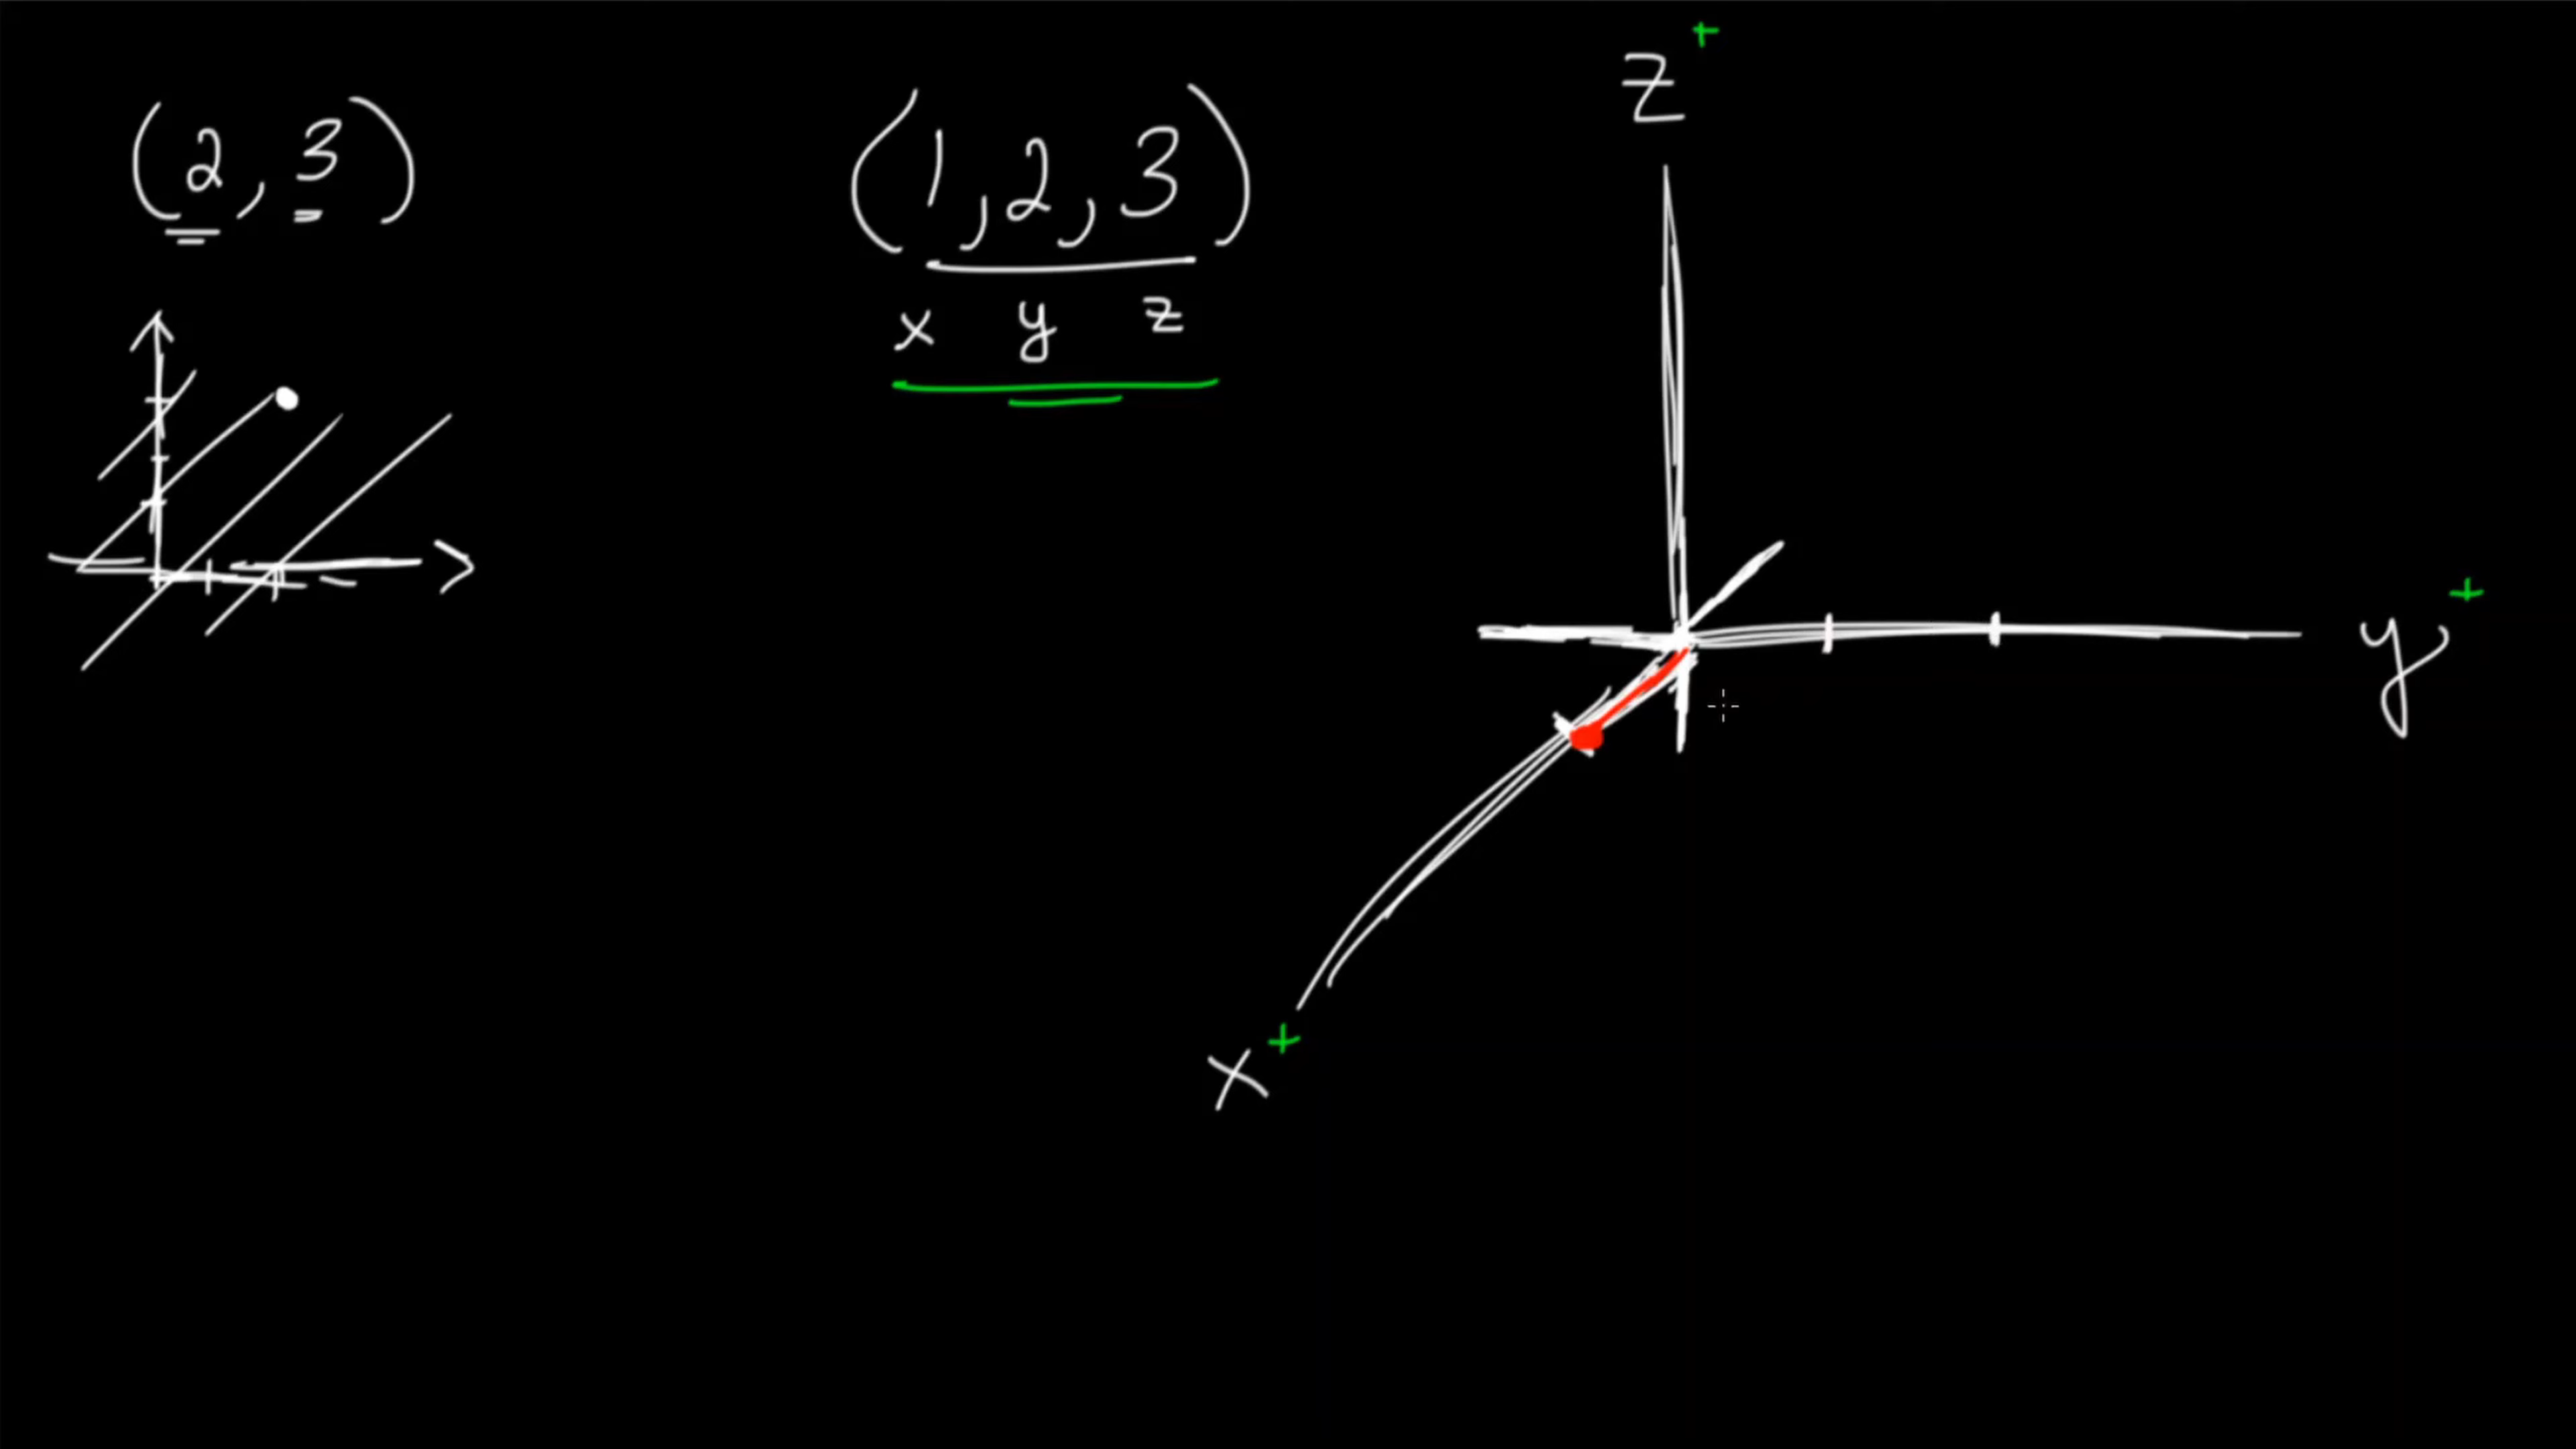 (2, 3)
(1, 2, 3)
x y z
z +
y +
x +